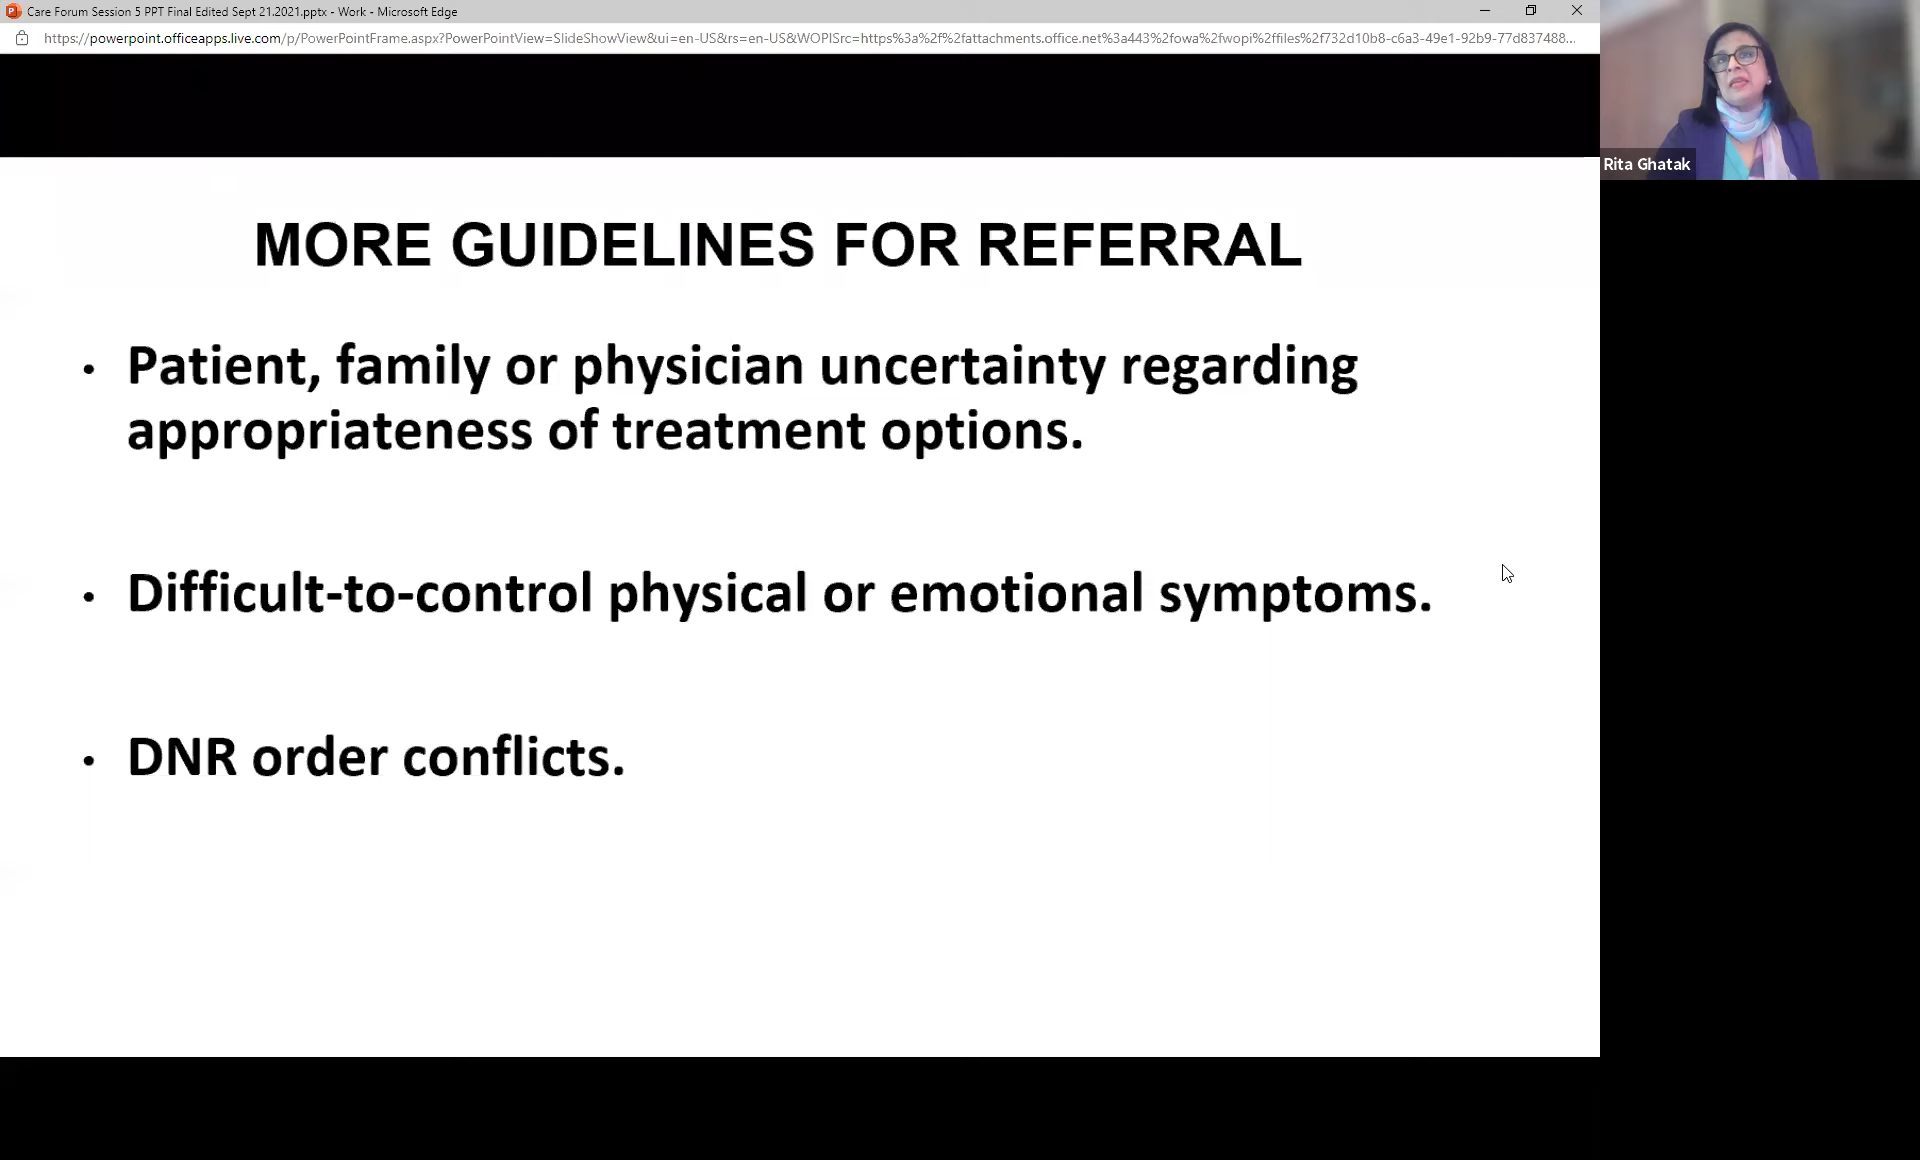 Care Forum Session 5 PPT Final Edited Sept 21.2021.pptx - Work - Microsoft Edge
https://powerpoint.officeapps.live.com/p/PowerPointFrame.aspx?PowerPointView=SlideShowView&ui=en-US&rs=en-US&WOPISrc=https%3a%2f%2fattachments.office.net%3a443%2fowa%2fwopi%2ffiles%2f732d10b8-c6a3-49e1-92b9-77d837488...
Rita Ghatak
MORE GUIDELINES FOR REFERRAL
• Patient, family or physician uncertainty regarding
appropriateness of treatment options.
• Difficult-to-control physical or emotional symptoms.
• DNR order conflicts.